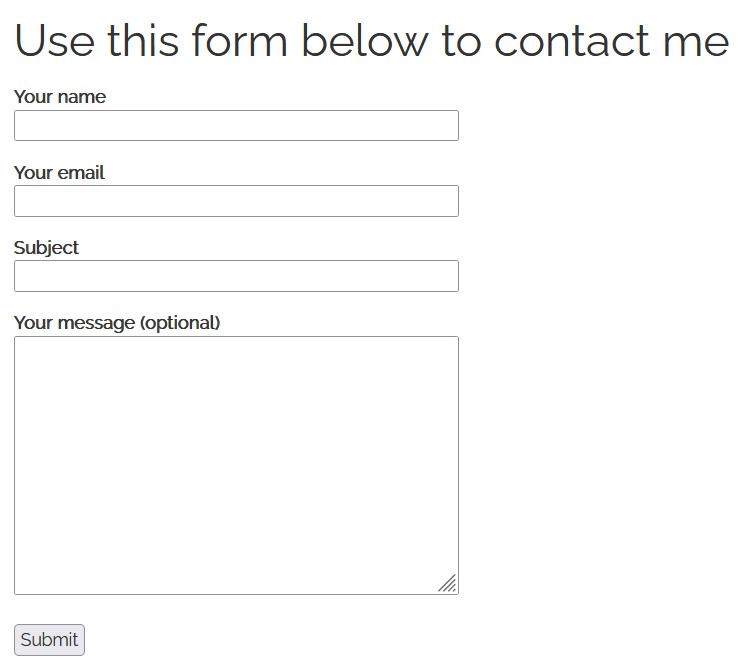 Use this form below to contact me
Your name
Your email
Subject
Your message (optional)
Submit